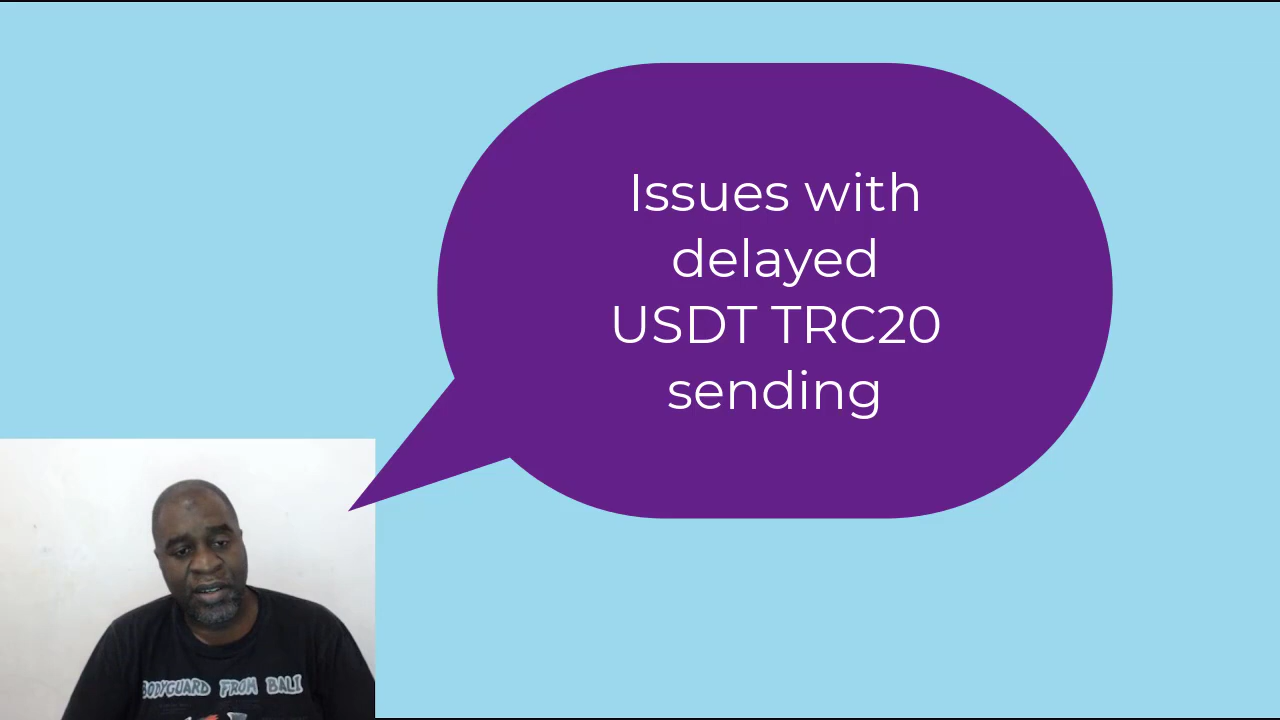 Issues with
delayed
USDT TRC20
sending
BODYGUARD FROM BALI